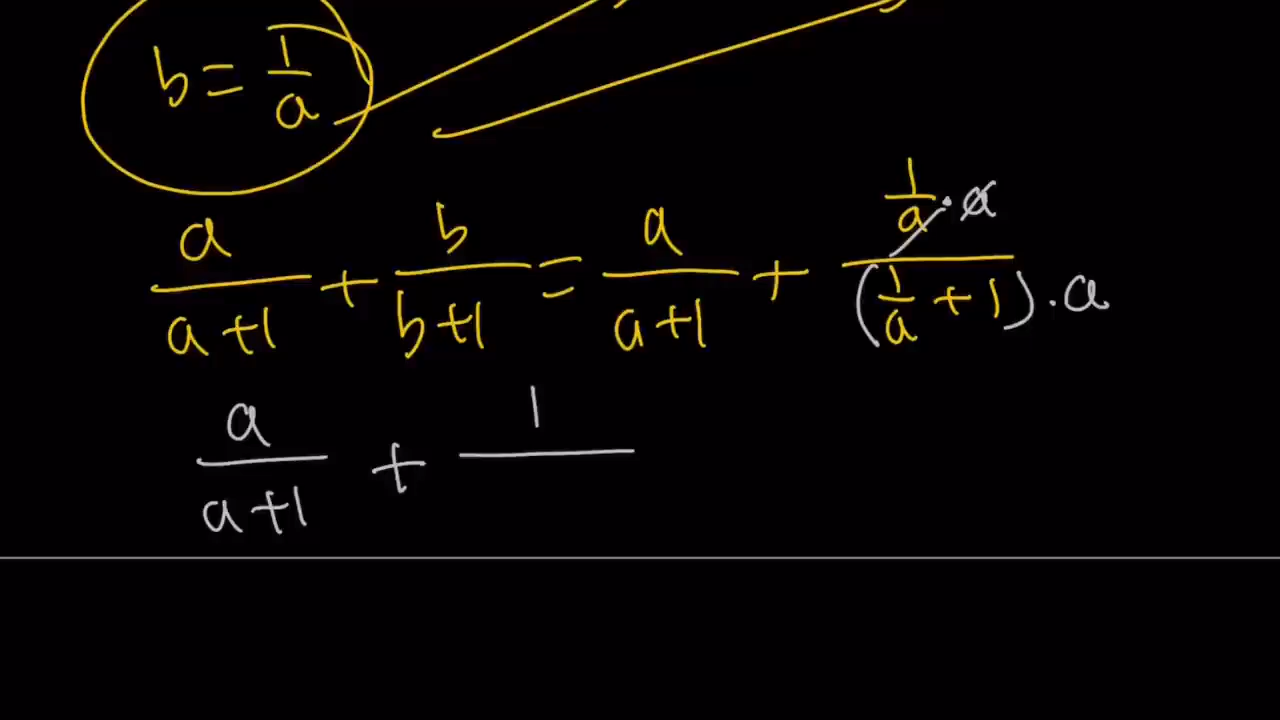 b = 1/a
a/(a+1) + b/(b+1) = a/(a+1) + (1/a · a)/((1/a + 1) · a)
a/(a+1) + 1/